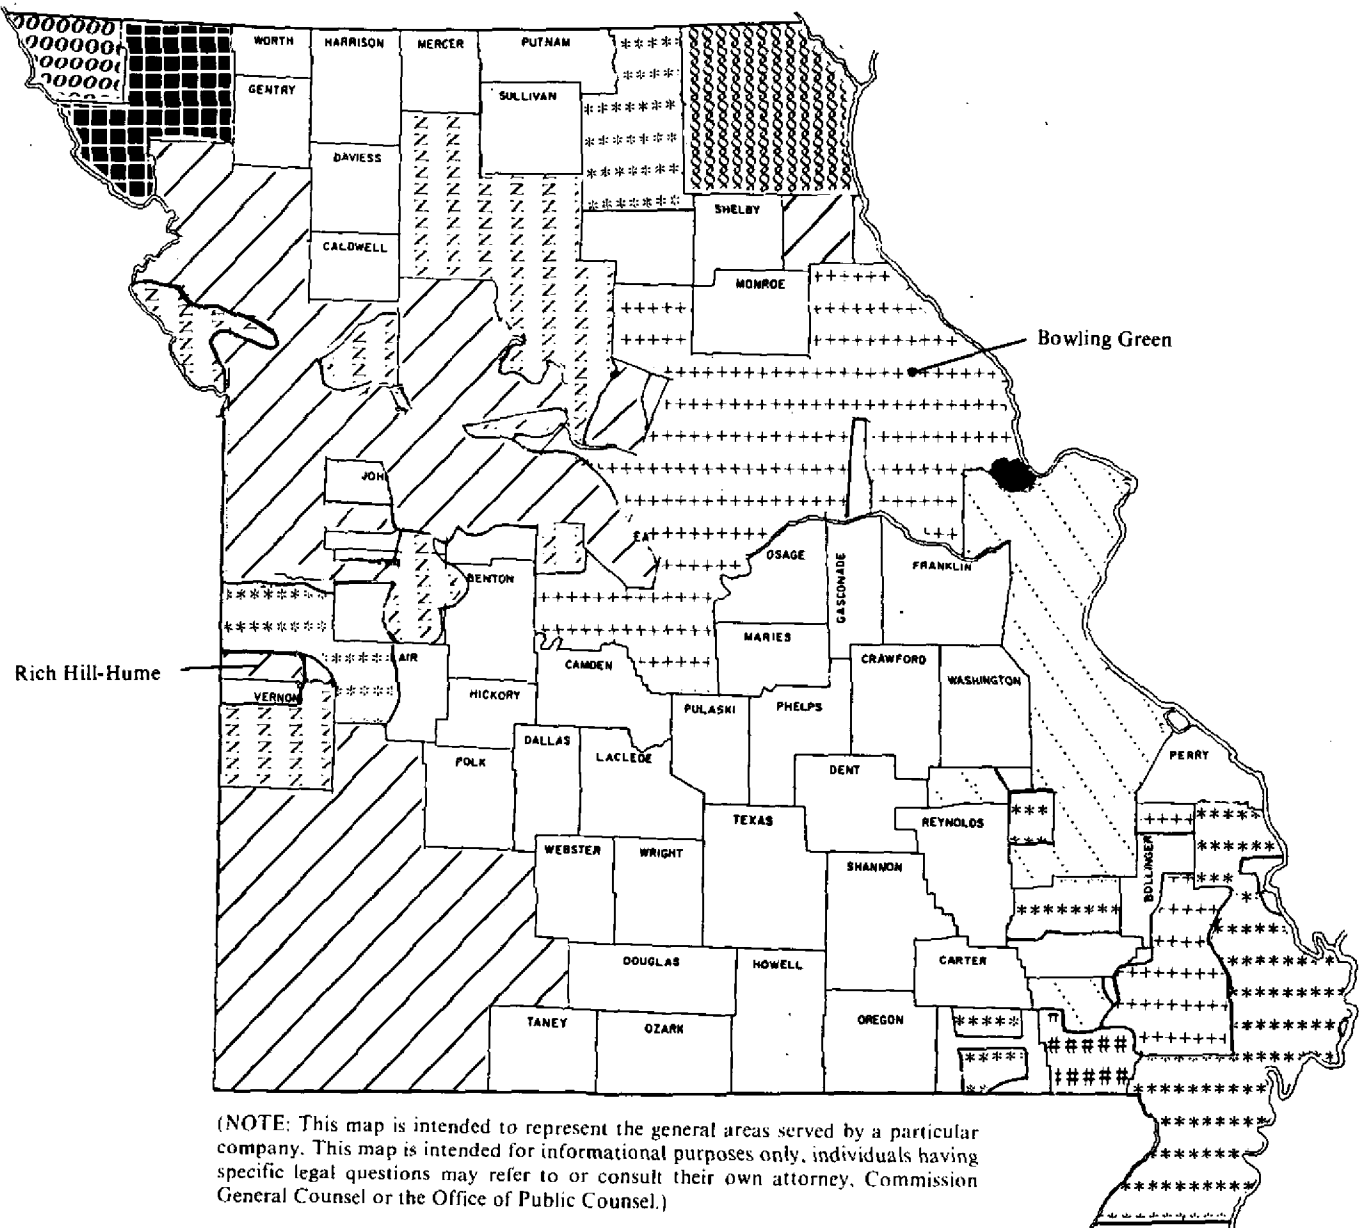 WORTH HARRISON MERCER PUTNAM
GENTRY
SULLIVAN
DAVIESS
SHELBY
CALDWELL
MONROE
Bowling Green
JOH
EA
OSAGE
GASCONADE
FRANKLIN
BENTON
MARIES
Rich Hill-Hume
AIR
CAMDEN
CRAWFORD
WASHINGTON
VERNON
HICKORY
PULASKI
PHELPS
DALLAS
LACLEDE
PERRY
POLK
DENT
TEXAS
REYNOLDS
WEBSTER
WRIGHT
SHANNON
BOLLINGER
DOUGLAS
HOWELL
CARTER
TANEY
OZARK
OREGON
(NOTE: This map is intended to represent the general areas served by a particular
company. This map is intended for informational purposes only, individuals having
specific legal questions may refer to or consult their own attorney, Commission
General Counsel or the Office of Public Counsel.)